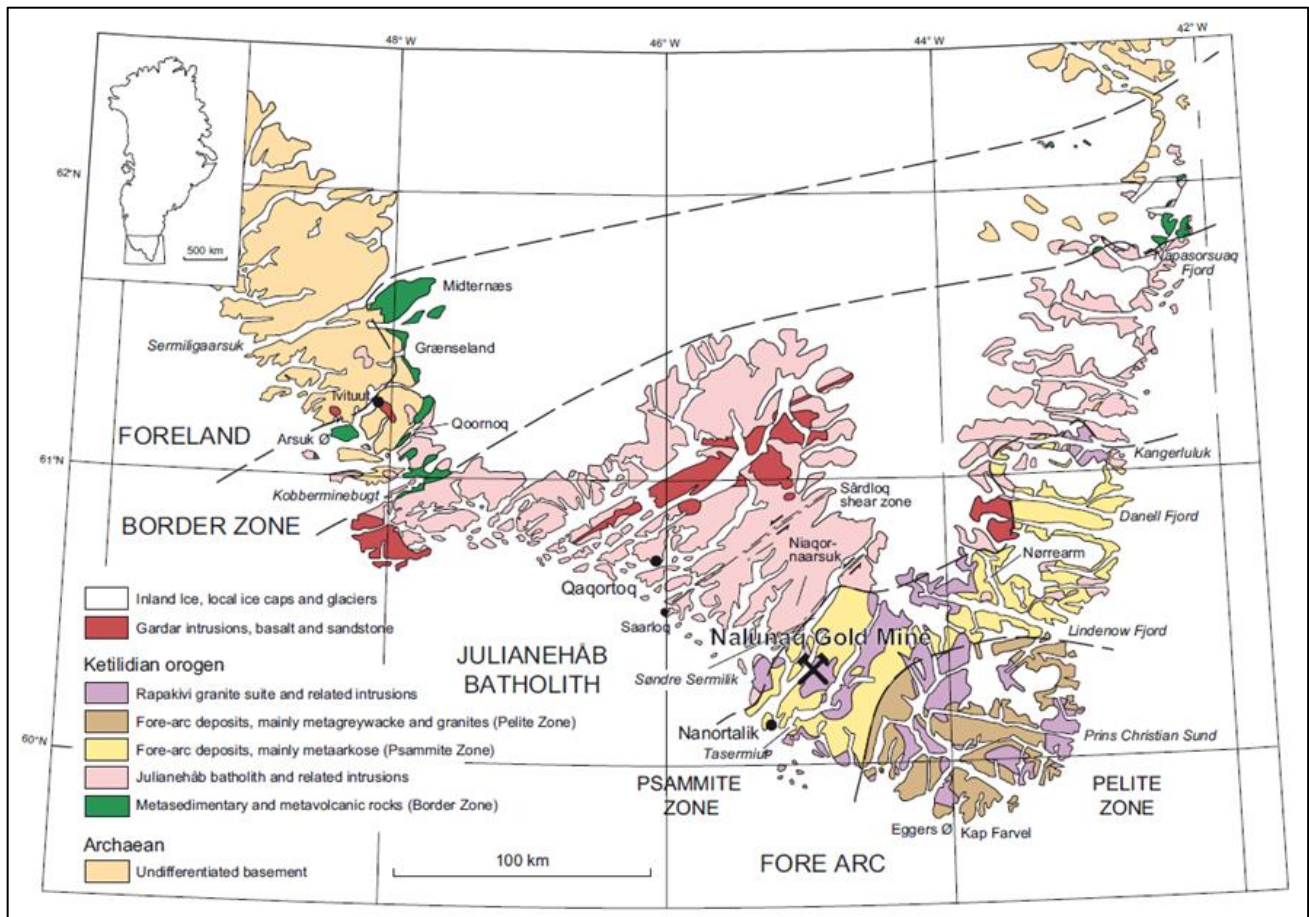 48° W
46° W
44° W
42° W
62°N
500 km
Midternæs
Napasorsuaq
Fjord
Sermiligaarsuk
Grænseland
Ivituut
Qoornoq
Arsuk Ø
FORELAND
61°N
Kangerluluk
Kobberminebugt
Sârdloq
shear zone
Danell Fjord
BORDER ZONE
Niaqor-
naarsuk
Nørrearm
Qaqortoq
Inland Ice, local ice caps and glaciers
Gardar intrusions, basalt and sandstone
Saarloq
Lindenow Fjord
Nalunaq Gold Mine
Ketilidian orogen
JULIANEHÅB
BATHOLITH
Søndre Sermilik
Rapakivi granite suite and related intrusions
Fore-arc deposits, mainly metagreywacke and granites (Pelite Zone)
Nanortalik
Prins Christian Sund
60°N
Fore-arc deposits, mainly metaarkose (Psammite Zone)
Tasermiut
Julianehåb batholith and related intrusions
PSAMMITE
ZONE
PELITE
ZONE
Metasedimentary and metavolcanic rocks (Border Zone)
Eggers Ø
Kap Farvel
Archaean
100 km
FORE ARC
Undifferentiated basement